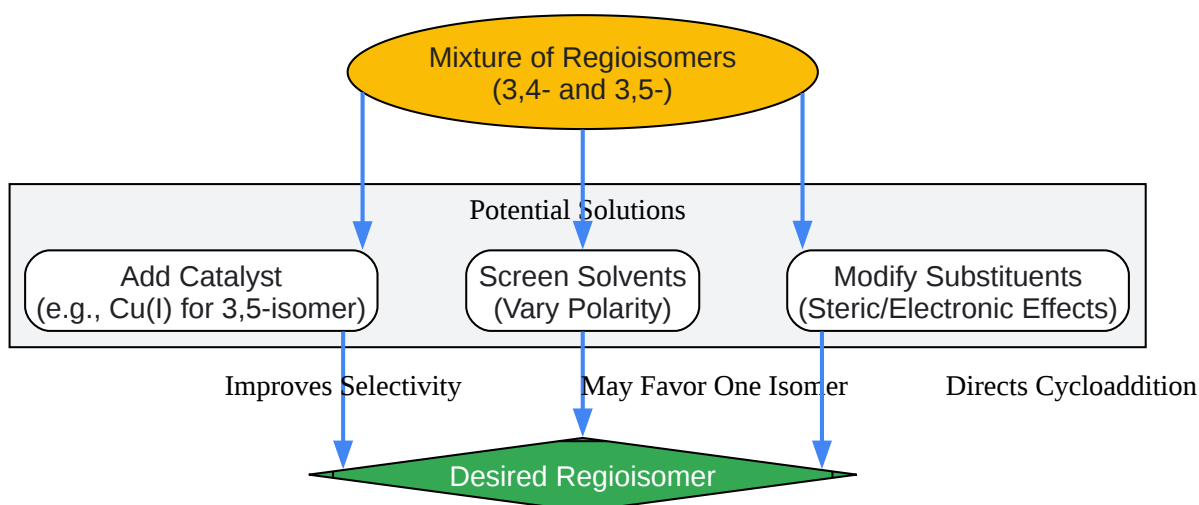 Mixture of Regioisomers
(3,4- and 3,5-)
Potential Solutions
Add Catalyst
(e.g., Cu(I) for 3,5-isomer)
Screen Solvents
(Vary Polarity)
Modify Substituents
(Steric/Electronic Effects)
Improves Selectivity
May Favor One Isomer
Directs Cycloaddition
Desired Regioisomer